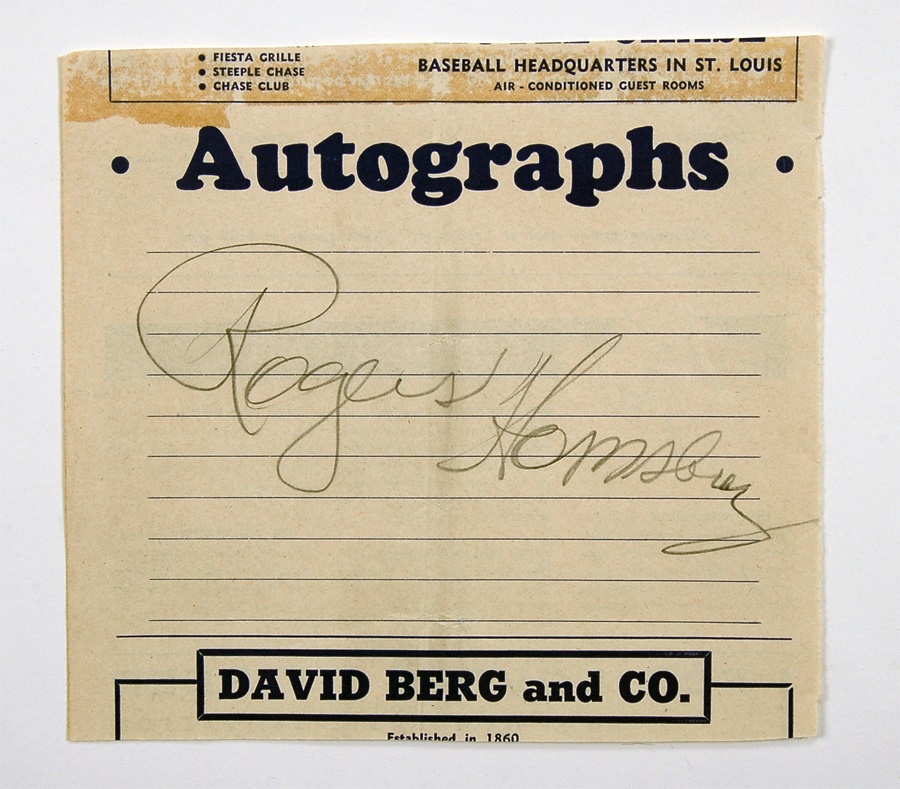 • FIESTA GRILLE
• STEEPLE CHASE
• CHASE CLUB
BASEBALL HEADQUARTERS IN ST. LOUIS
AIR - CONDITIONED GUEST ROOMS
• Autographs •
Rogers Hornsby
DAVID BERG and CO.
Established in 1860